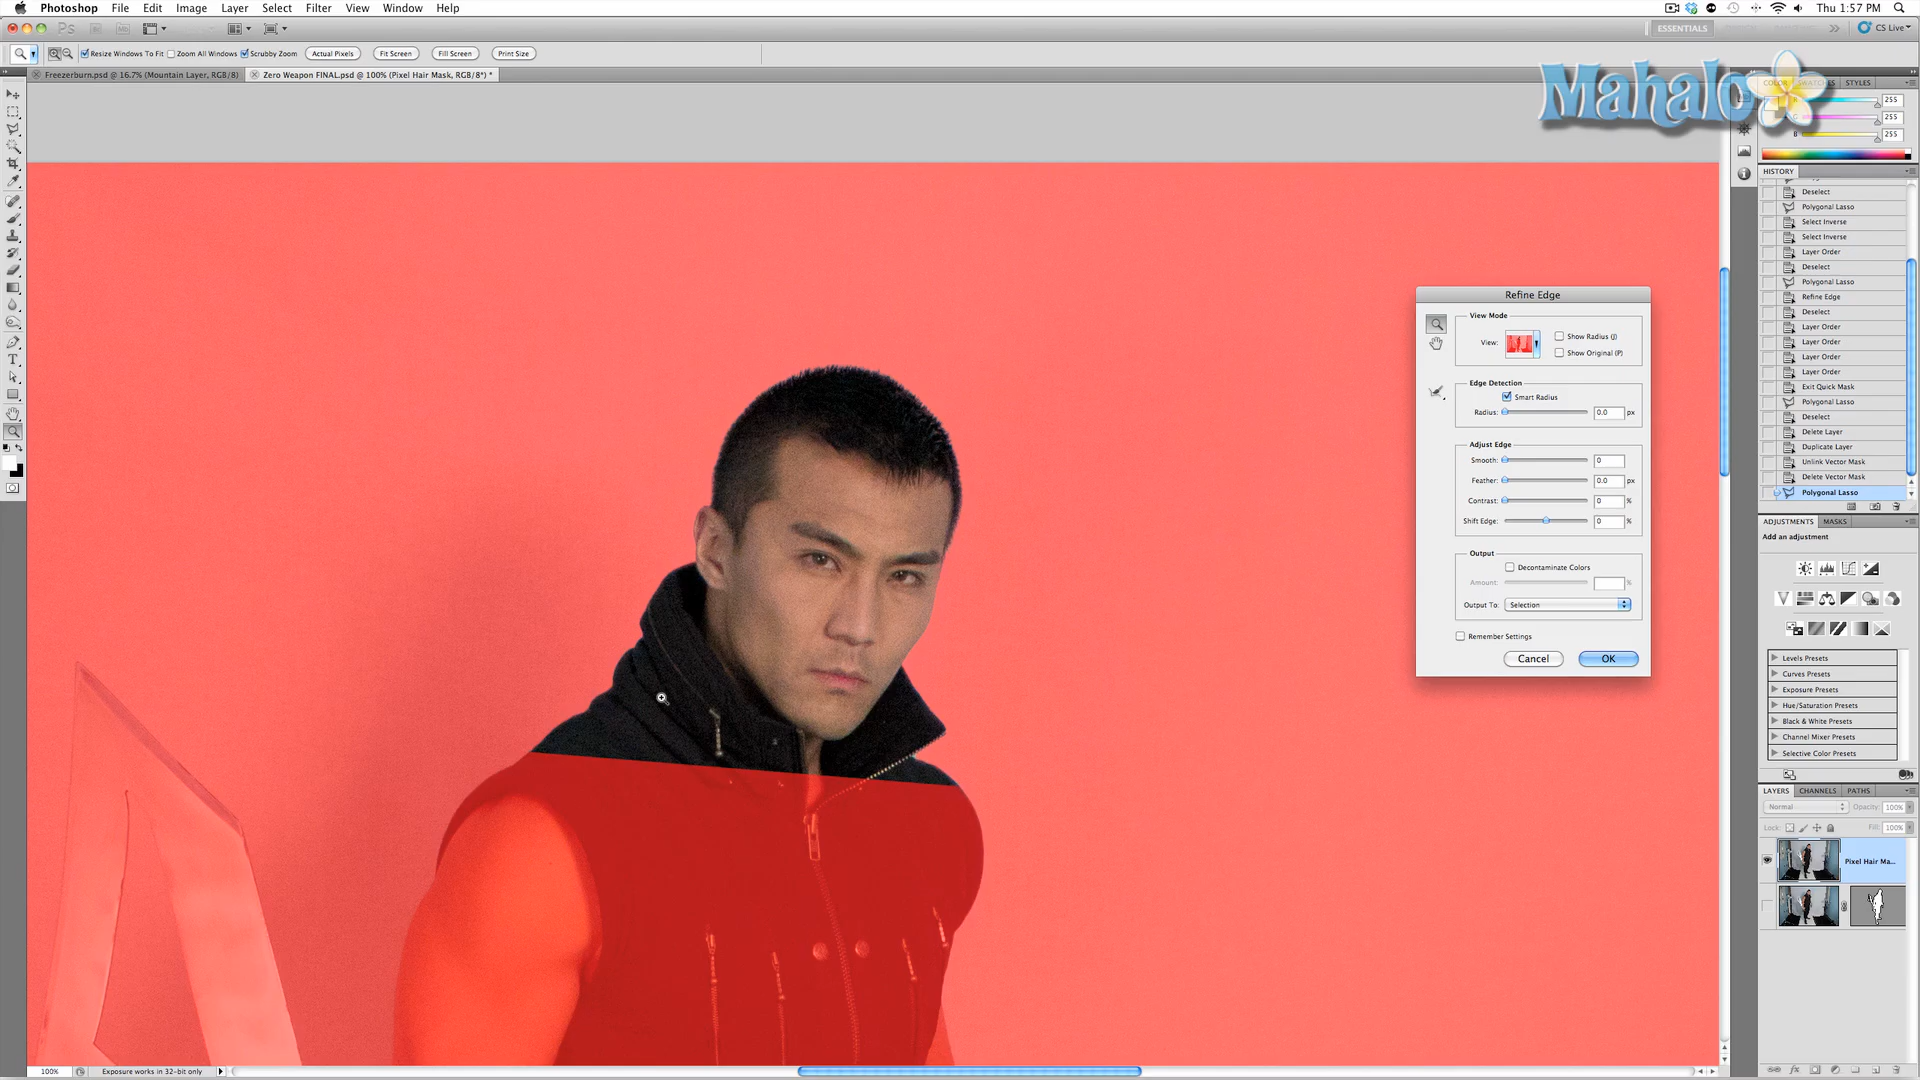 Photoshop File Edit Image Layer Select Filter View Window Help
Thu 1:57 PM
Ps Br Mb
ESSENTIALS
CS Live
Resize Windows To Fit Zoom All Windows Scrubby Zoom Actual Pixels Fit Screen Fill Screen Print Size
Freezerburn.psd @ 16.7% (Mountain Layer, RGB/8) Zero Weapon FINAL.psd @ 100% (Pixel Hair Mask, RGB/8*) *
Mahalo
COLOR SWATCHES STYLES
255
255
B 255
HISTORY
Deselect
Polygonal Lasso
Select Inverse
Select Inverse
Layer Order
Deselect
Polygonal Lasso
Refine Edge
Deselect
Layer Order
Layer Order
Layer Order
Layer Order
Exit Quick Mask
Polygonal Lasso
Deselect
Delete Layer
Duplicate Layer
Unlink Vector Mask
Delete Vector Mask
Polygonal Lasso
Refine Edge
View Mode
View:
Show Radius (J)
Show Original (P)
Edge Detection
Smart Radius
Radius: 0.0 px
Adjust Edge
Smooth: 0
Feather: 0.0 px
Contrast: 0 %
Shift Edge: 0 %
Output
Decontaminate Colors
Amount: %
Output To: Selection
Remember Settings
Cancel OK
ADJUSTMENTS MASKS
Add an adjustment
Levels Presets
Curves Presets
Exposure Presets
Hue/Saturation Presets
Black & White Presets
Channel Mixer Presets
Selective Color Presets
LAYERS CHANNELS PATHS
Normal Opacity: 100%
Lock: Fill: 100%
Pixel Hair Ma...
100% Exposure works in 32-bit only